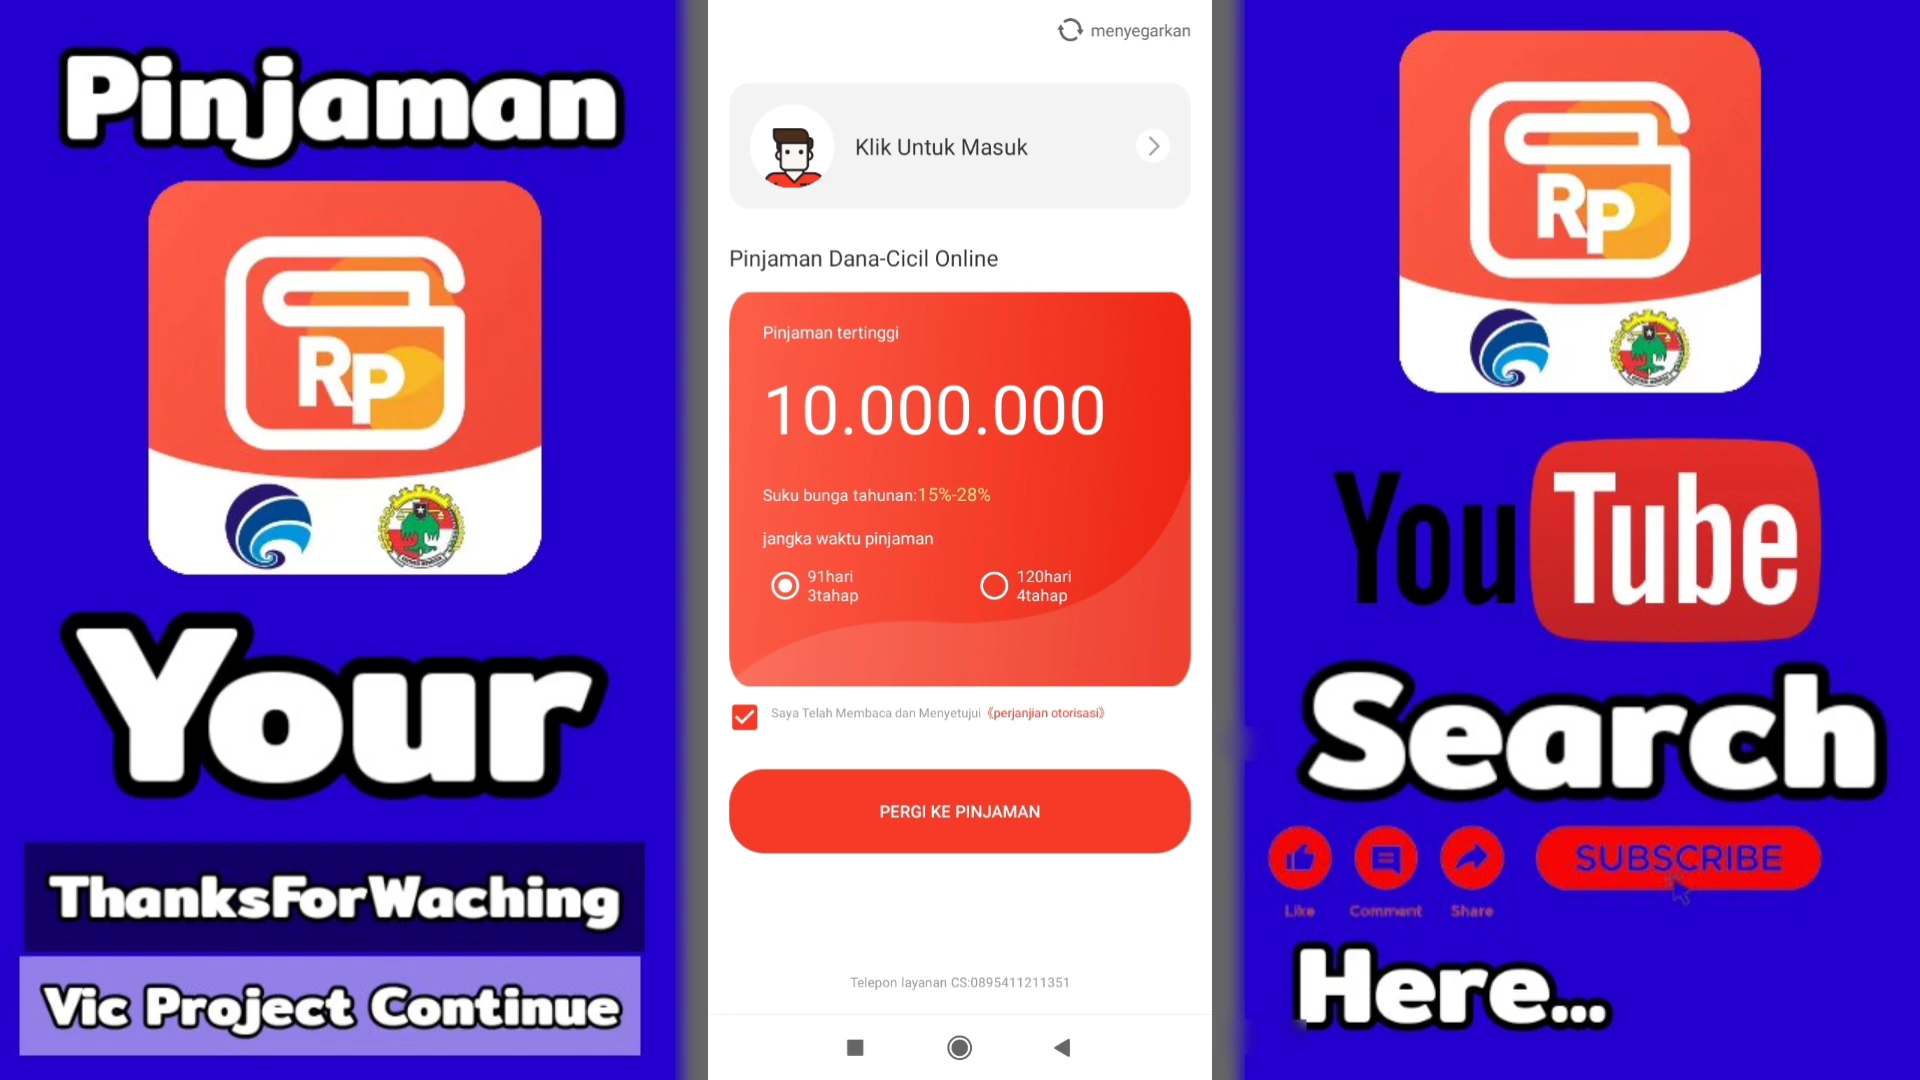 Pinjaman
RP
Your
ThanksForWaching
Vic Project Continue
menyegarkan
Klik Untuk Masuk
Pinjaman Dana-Cicil Online
Pinjaman tertinggi
10.000.000
Suku bunga tahunan:15%-28%
jangka waktu pinjaman
91hari
3tahap
120hari
4tahap
Saya Telah Membaca dan Menyetujui《perjanjian otorisasi》
PERGI KE PINJAMAN
Telepon layanan CS:0895411211351
RP
YouTube
Search
SUBSCRIBE
Like
Comment
Share
Here...